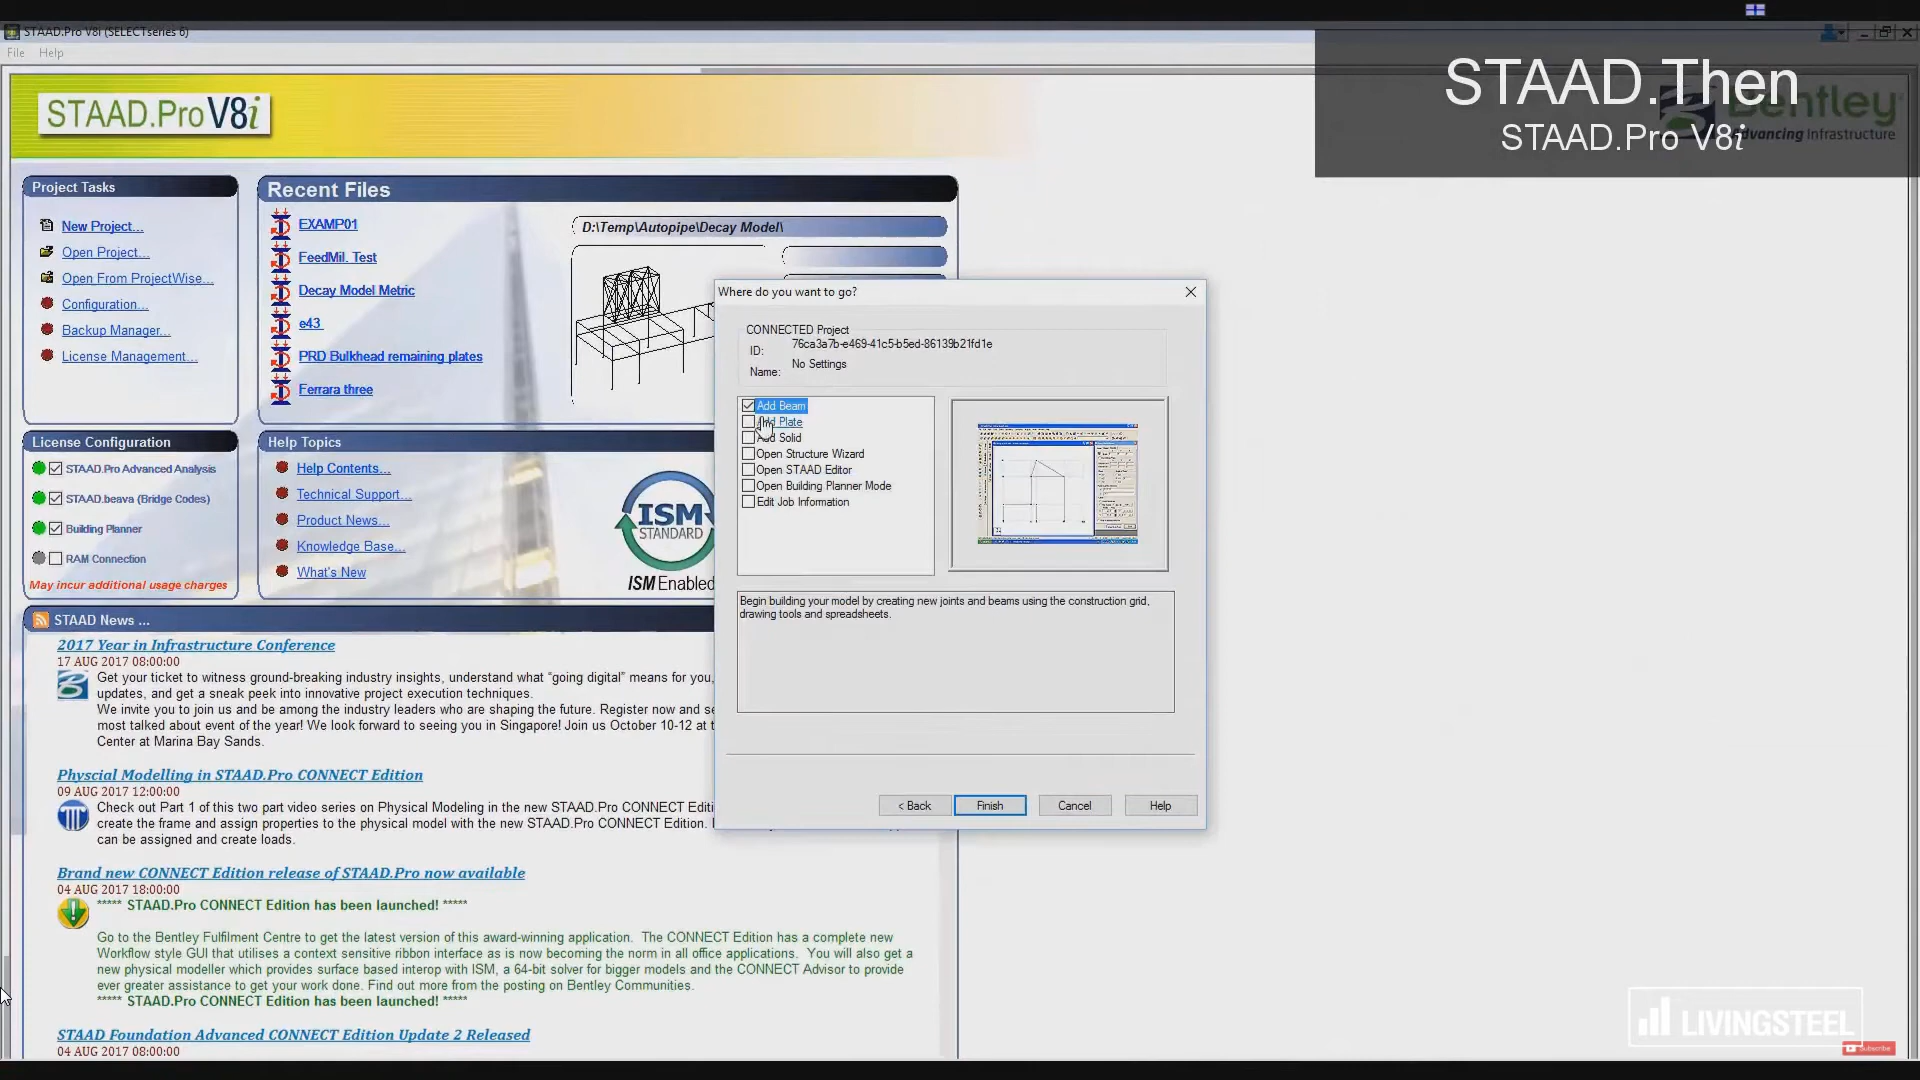 STAAD.Pro V8i (SELECTseries 6)
File Help
STAAD.Then
STAAD.Pro V8i
STAAD.Pro V8i
Bentley
Advancing Infrastructure
Project Tasks
New Project...
Open Project...
Open From ProjectWise...
Configuration...
Backup Manager...
License Management...
Recent Files
EXAMP01
FeedMil. Test
Decay Model Metric
e43
PRD Bulkhead remaining plates
Ferrara three
D:\Temp\Autopipe\Decay Model\
License Configuration
STAAD.Pro Advanced Analysis
STAAD.beava (Bridge Codes)
Building Planner
RAM Connection
May incur additional usage charges
Help Topics
Help Contents...
Technical Support...
Product News...
Knowledge Base...
What's New
ISM
STANDARD
ISM Enabled
Where do you want to go?
CONNECTED Project
ID: 76ca3a7b-e469-41c5-b5ed-86139b21fd1e
Name: No Settings
Add Beam
Add Plate
Add Solid
Open Structure Wizard
Open STAAD Editor
Open Building Planner Mode
Edit Job Information
Begin building your model by creating new joints and beams using the construction grid,
drawing tools and spreadsheets.
< Back Finish Cancel Help
STAAD News ...
2017 Year in Infrastructure Conference
17 AUG 2017 08:00:00
Get your ticket to witness ground-breaking industry insights, understand what "going digital" means for you,
updates, and get a sneak peek into innovative project execution techniques.
We invite you to join us and be among the industry leaders who are shaping the future. Register now and se
most talked about event of the year! We look forward to seeing you in Singapore! Join us October 10-12 at t
Center at Marina Bay Sands.
Physcial Modelling in STAAD.Pro CONNECT Edition
09 AUG 2017 12:00:00
Check out Part 1 of this two part video series on Physical Modeling in the new STAAD.Pro CONNECT Edit
create the frame and assign properties to the physical model with the new STAAD.Pro CONNECT Edition.
can be assigned and create loads.
Brand new CONNECT Edition release of STAAD.Pro now available
04 AUG 2017 18:00:00
***** STAAD.Pro CONNECT Edition has been launched! *****
Go to the Bentley Fulfilment Centre to get the latest version of this award-winning application. The CONNECT Edition has a complete new
Workflow style GUI that utilises a context sensitive ribbon interface as is now becoming the norm in all office applications. You will also get a
new physical modeller which provides surface based interop with ISM, a 64-bit solver for bigger models and the CONNECT Advisor to provide
ever greater assistance to get your work done. Find out more from the posting on Bentley Communities.
***** STAAD.Pro CONNECT Edition has been launched! *****
STAAD Foundation Advanced CONNECT Edition Update 2 Released
04 AUG 2017 08:00:00
LIVINGSTEEL
Subscribe